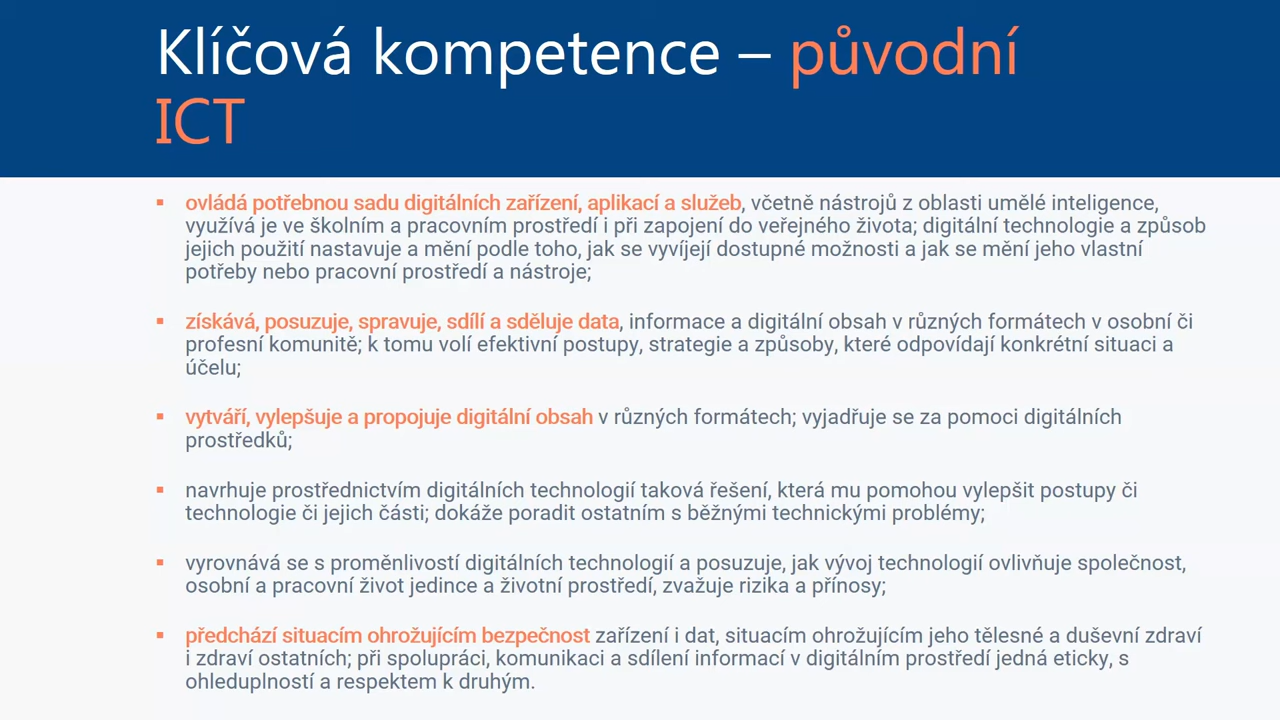 Klíčová kompetence – původní
ICT
▪ ovládá potřebnou sadu digitálních zařízení, aplikací a služeb, včetně nástrojů z oblasti umělé inteligence,
využívá je ve školním a pracovním prostředí i při zapojení do veřejného života; digitální technologie a způsob
jejich použití nastavuje a mění podle toho, jak se vyvíjejí dostupné možnosti a jak se mění jeho vlastní
potřeby nebo pracovní prostředí a nástroje;
▪ získává, posuzuje, spravuje, sdílí a sděluje data, informace a digitální obsah v různých formátech v osobní či
profesní komunitě; k tomu volí efektivní postupy, strategie a způsoby, které odpovídají konkrétní situaci a
účelu;
▪ vytváří, vylepšuje a propojuje digitální obsah v různých formátech; vyjadřuje se za pomoci digitálních
prostředků;
▪ navrhuje prostřednictvím digitálních technologií taková řešení, která mu pomohou vylepšit postupy či
technologie či jejich části; dokáže poradit ostatním s běžnými technickými problémy;
▪ vyrovnává se s proměnlivostí digitálních technologií a posuzuje, jak vývoj technologií ovlivňuje společnost,
osobní a pracovní život jedince a životní prostředí, zvažuje rizika a přínosy;
▪ předchází situacím ohrožujícím bezpečnost zařízení i dat, situacím ohrožujícím jeho tělesné a duševní zdraví
i zdraví ostatních; při spolupráci, komunikaci a sdílení informací v digitálním prostředí jedná eticky, s
ohleduplností a respektem k druhým.